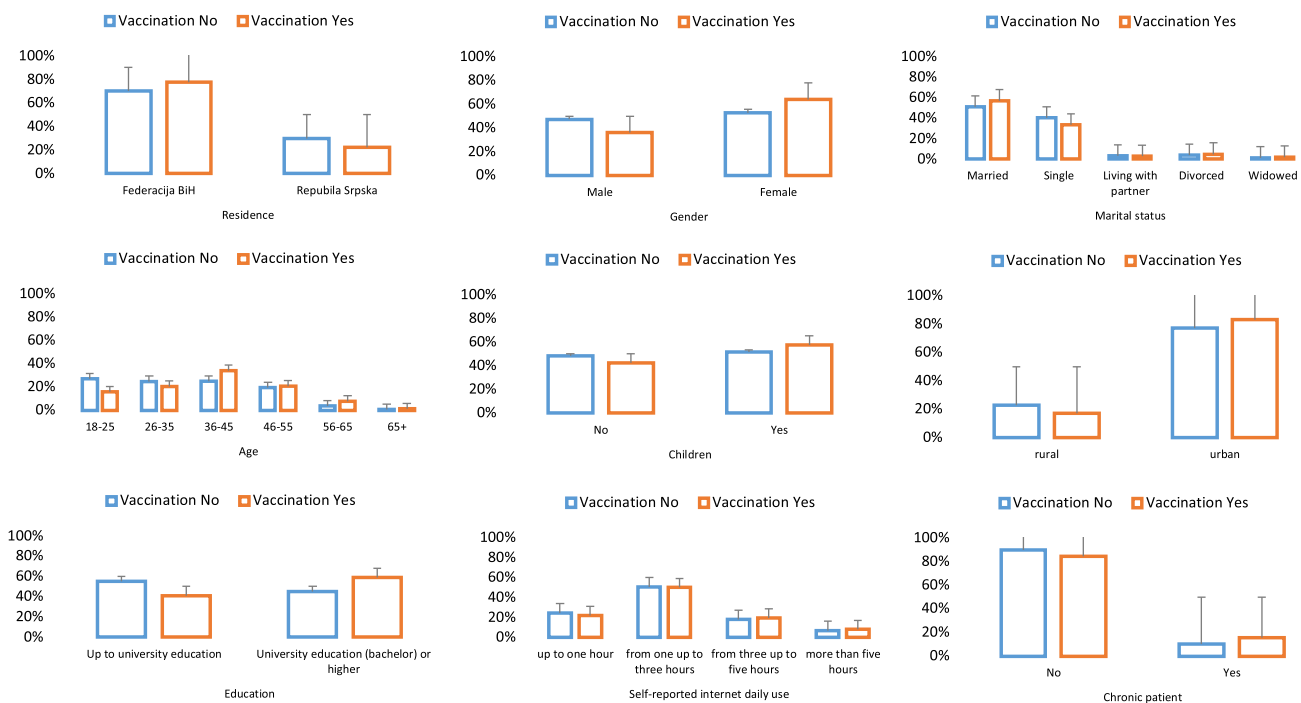 Vaccination No Vaccination Yes
100%
80%
60%
40%
20%
0%
Federacija BiH Repubila Srpska
Residence
Vaccination No Vaccination Yes
100%
80%
60%
40%
20%
0%
Male Female
Gender
Vaccination No Vaccination Yes
100%
80%
60%
40%
20%
0%
Married Single Living with partner Divorced Widowed
Marital status
Vaccination No Vaccination Yes
100%
80%
60%
40%
20%
0%
18-25 26-35 36-45 46-55 56-65 65+
Age
Vaccination No Vaccination Yes
100%
80%
60%
40%
20%
0%
No Yes
Children
Vaccination No Vaccination Yes
100%
80%
60%
40%
20%
0%
rural urban
Vaccination No Vaccination Yes
100%
80%
60%
40%
20%
0%
Up to university education University education (bachelor) or
higher
Education
Vaccination No Vaccination Yes
100%
80%
60%
40%
20%
0%
up to one hour from one up to three hours from three up to five hours more than five hours
Self-reported internet daily use
Vaccination No Vaccination Yes
100%
80%
60%
40%
20%
0%
No Yes
Chronic patient